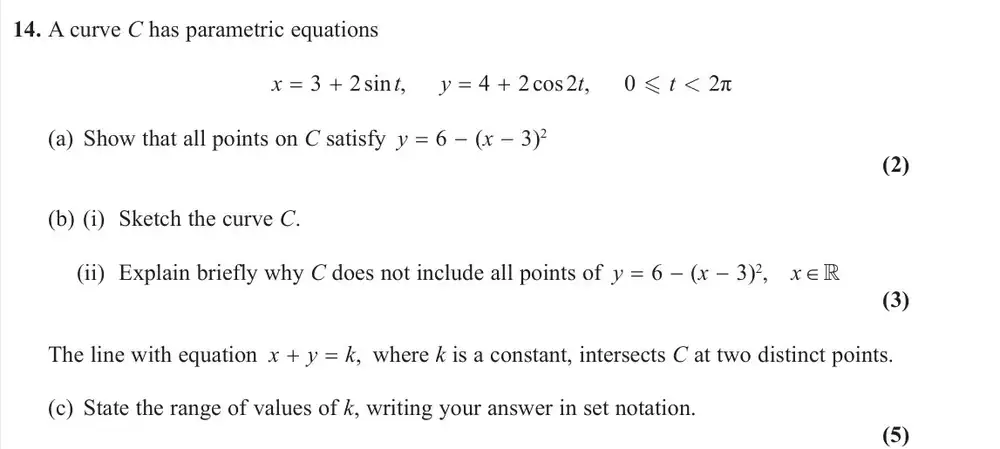 14. A curve C has parametric equations
x = 3 + 2 sin t, y = 4 + 2 cos 2t, 0 ⩽ t < 2π
(a) Show that all points on C satisfy y = 6 − (x − 3)²
(2)
(b) (i) Sketch the curve C.
(ii) Explain briefly why C does not include all points of y = 6 − (x − 3)², x ∈ ℝ
(3)
The line with equation x + y = k, where k is a constant, intersects C at two distinct points.
(c) State the range of values of k, writing your answer in set notation.
(5)